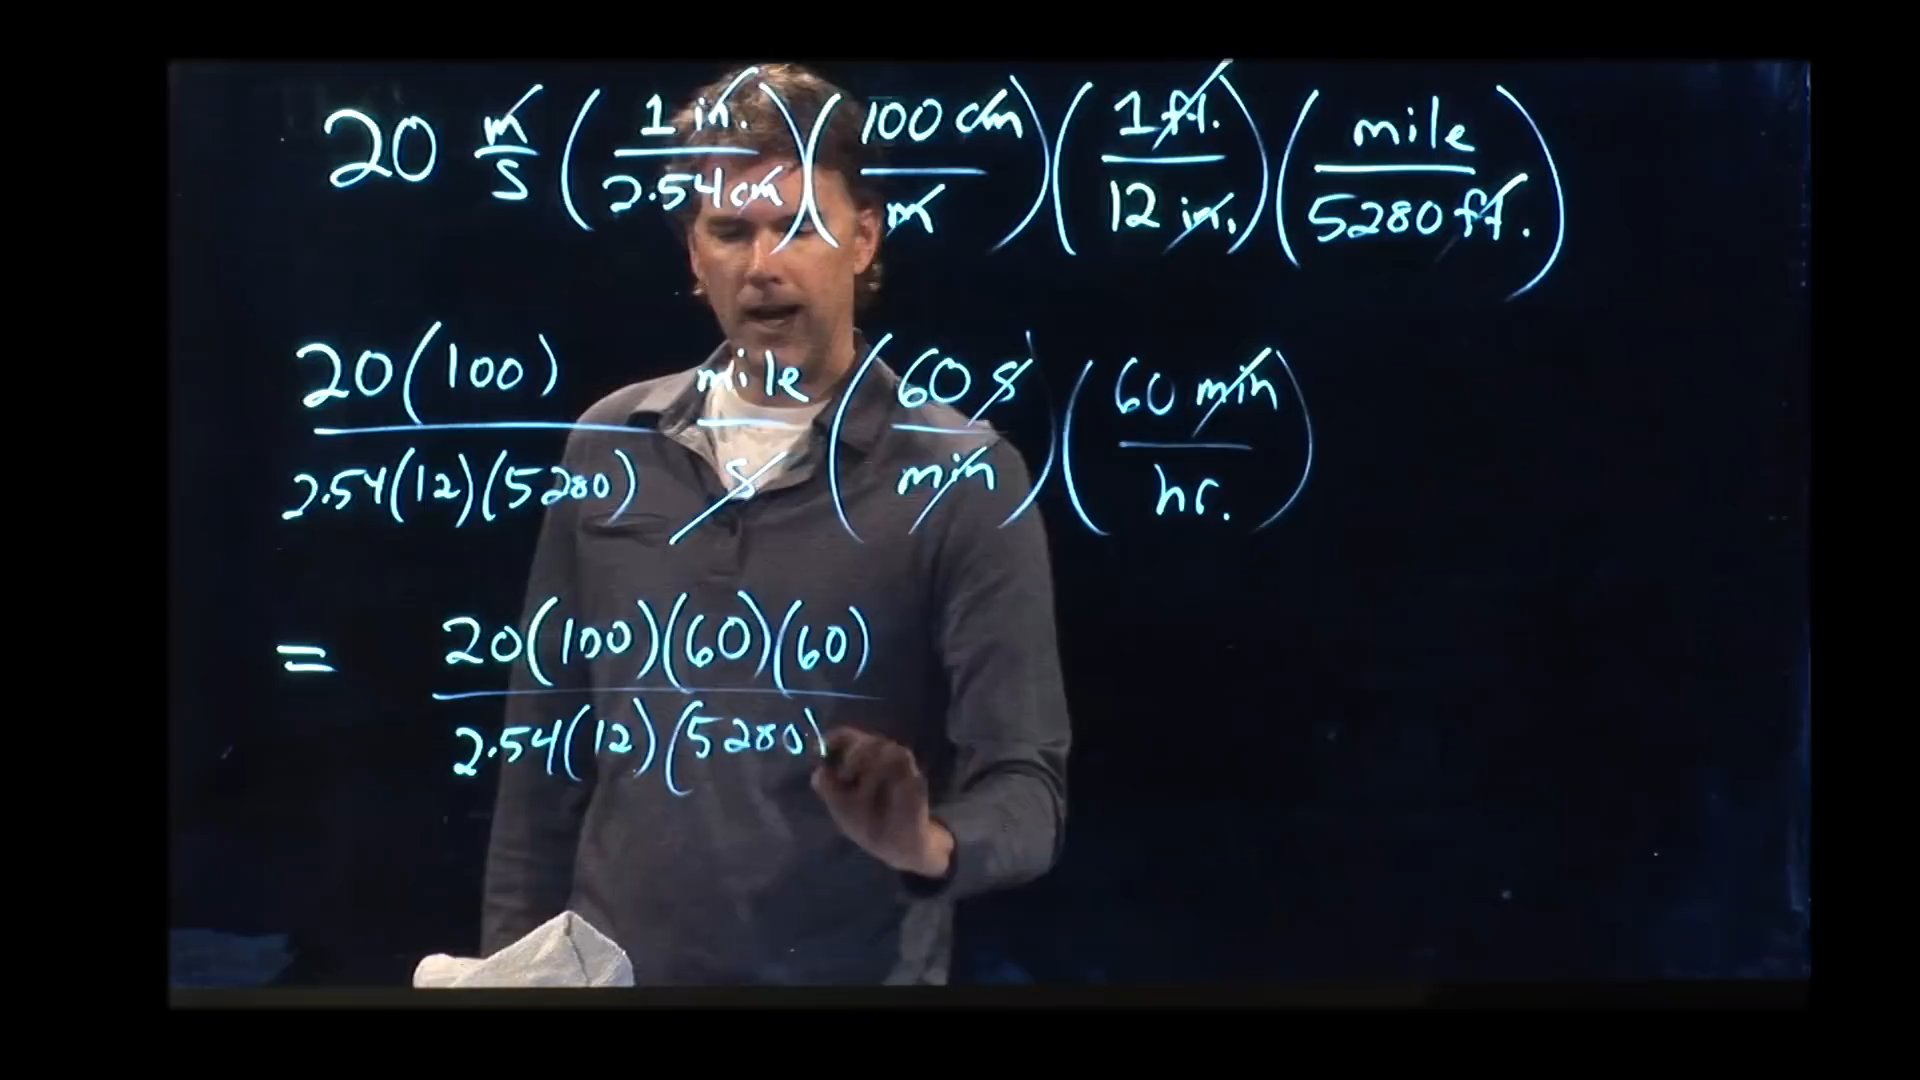 20 m/s (1 in./2.54 cm)(100 cm/m)(1 ft./12 in.)(mile/5280 ft.)
20(100)/2.54(12)(5280) mile/s (60 s/min)(60 min/hr.)
= 20(100)(60)(60)/2.54(12)(5280)